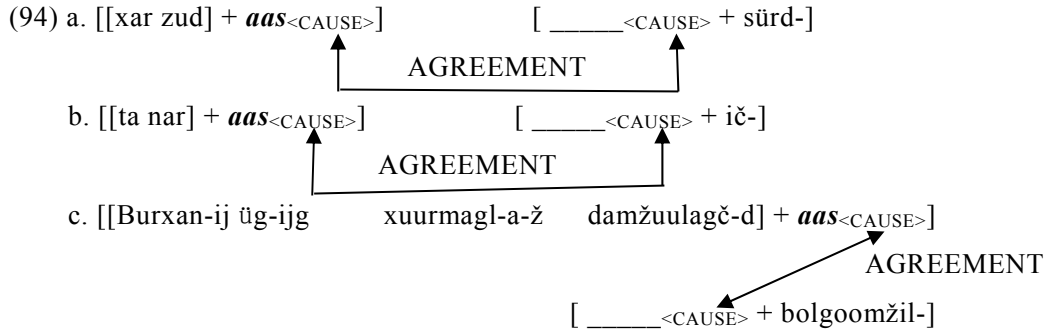 (94) a. [[xar zud] + aas<CAUSE>] [ _____<CAUSE> + sürd-]
AGREEMENT
b. [[ta nar] + aas<CAUSE>] [ _____<CAUSE> + ič-]
AGREEMENT
c. [[Burxan-ij üg-ijg xuurmagl-a-ž damžuulagč-d] + aas<CAUSE>]
AGREEMENT
[ _____<CAUSE> + bolgoomžil-]